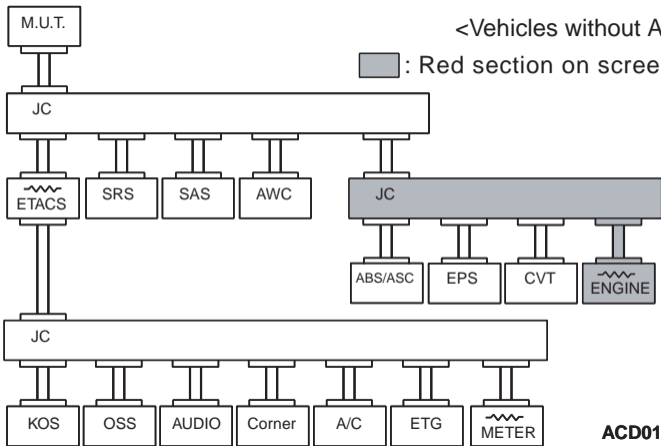 M.U.T.
<Vehicles without A
: Red section on scree
JC
ETACS
SRS
SAS
AWC
JC
ABS/ASC
EPS
CVT
ENGINE
JC
KOS
OSS
AUDIO
Corner
A/C
ETG
METER
ACD01